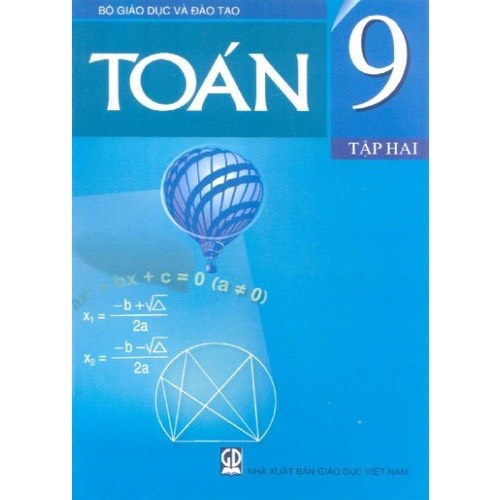 BỘ GIÁO DỤC VÀ ĐÀO TẠO
TOÁN 9
TẬP HAI
ax + bx + c = 0 (a ≠ 0)
x₁ = (−b+√△)/2a
x₂ = (−b−√△)/2a
GD
NHÀ XUẤT BẢN GIÁO DỤC VIỆT NAM